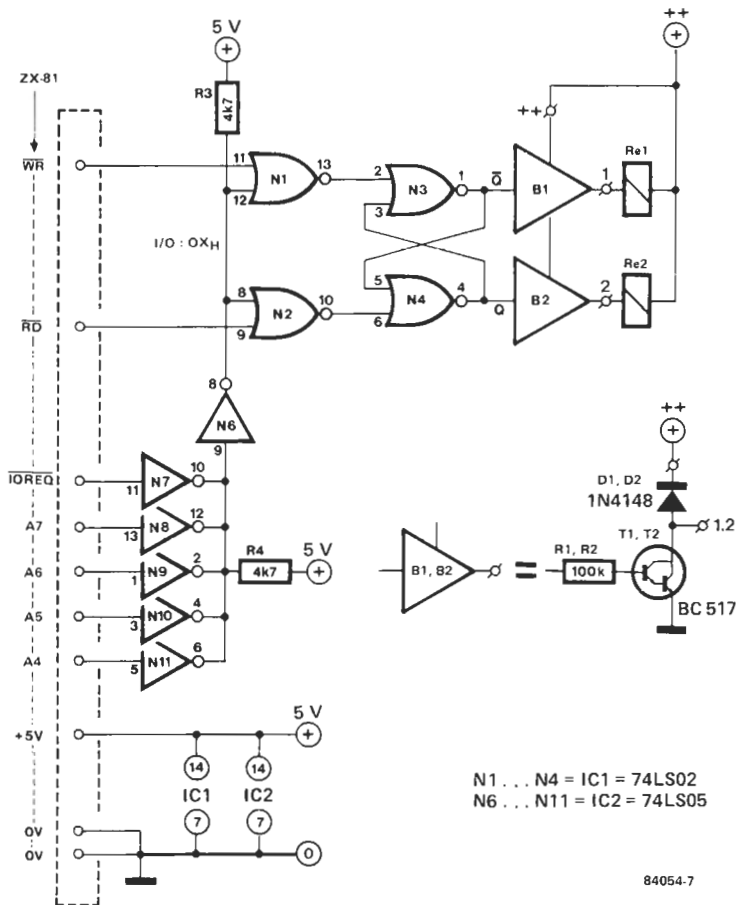 5 V
+
++
+
ZX-81
R3
4k7
++
WR
11
12
N1
13
2
3
N3
1
Q
B1
1
Re1
I/O : OXH
8
9
N2
10
5
6
N4
4
Q
B2
2
Re2
RD
8
N6
9
IOREQ
11
N7
10
A7
13
N8
12
A6
1
N9
2
R4
4k7
5 V
+
A5
3
N10
4
A4
5
N11
6
++
+
D1, D2
1N4148
1.2
T1, T2
B1, B2
=
R1, R2
100k
BC 517
+5V
5 V
+
14
14
IC1
IC2
7
7
0V
0V
0
N1 . . . N4 = IC1 = 74LS02
N6 . . . N11 = IC2 = 74LS05
84054-7